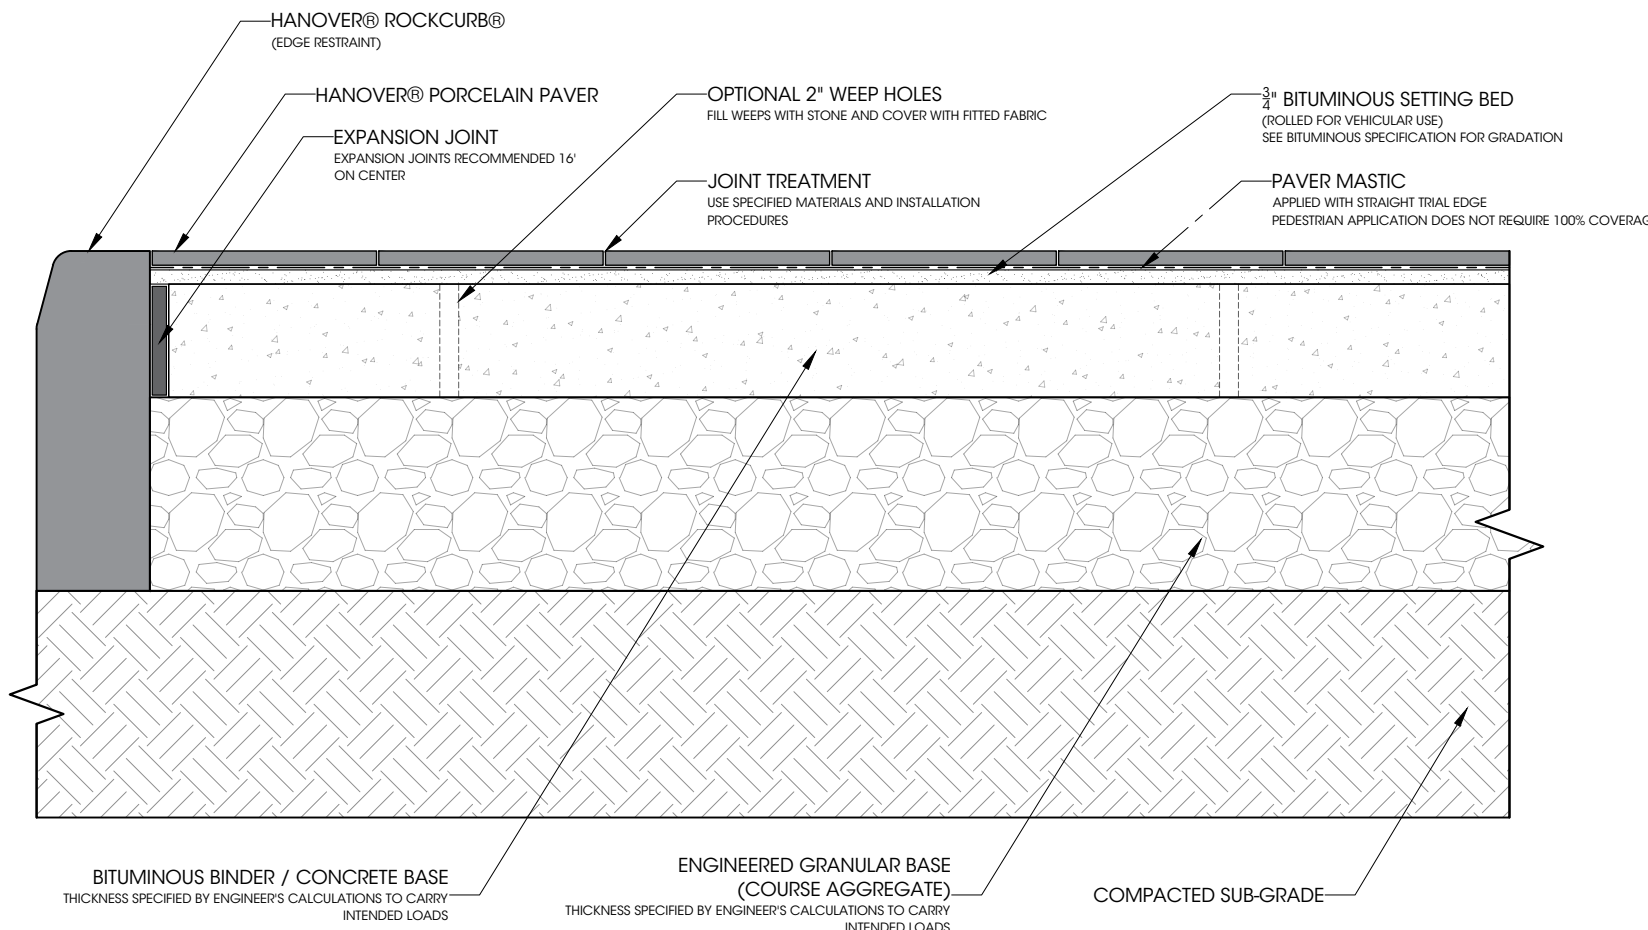 HANOVER® ROCKCURB®
(EDGE RESTRAINT)
HANOVER® PORCELAIN PAVER
EXPANSION JOINT
EXPANSION JOINTS RECOMMENDED 16'
ON CENTER
OPTIONAL 2" WEEP HOLES
FILL WEEPS WITH STONE AND COVER WITH FITTED FABRIC
JOINT TREATMENT
USE SPECIFIED MATERIALS AND INSTALLATION
PROCEDURES
3/4" BITUMINOUS SETTING BED
(ROLLED FOR VEHICULAR USE)
SEE BITUMINOUS SPECIFICATION FOR GRADATION
PAVER MASTIC
APPLIED WITH STRAIGHT TRIAL EDGE
PEDESTRIAN APPLICATION DOES NOT REQUIRE 100% COVERAG
BITUMINOUS BINDER / CONCRETE BASE
THICKNESS SPECIFIED BY ENGINEER'S CALCULATIONS TO CARRY
INTENDED LOADS
ENGINEERED GRANULAR BASE
(COURSE AGGREGATE)
THICKNESS SPECIFIED BY ENGINEER'S CALCULATIONS TO CARRY
INTENDED LOADS
COMPACTED SUB-GRADE